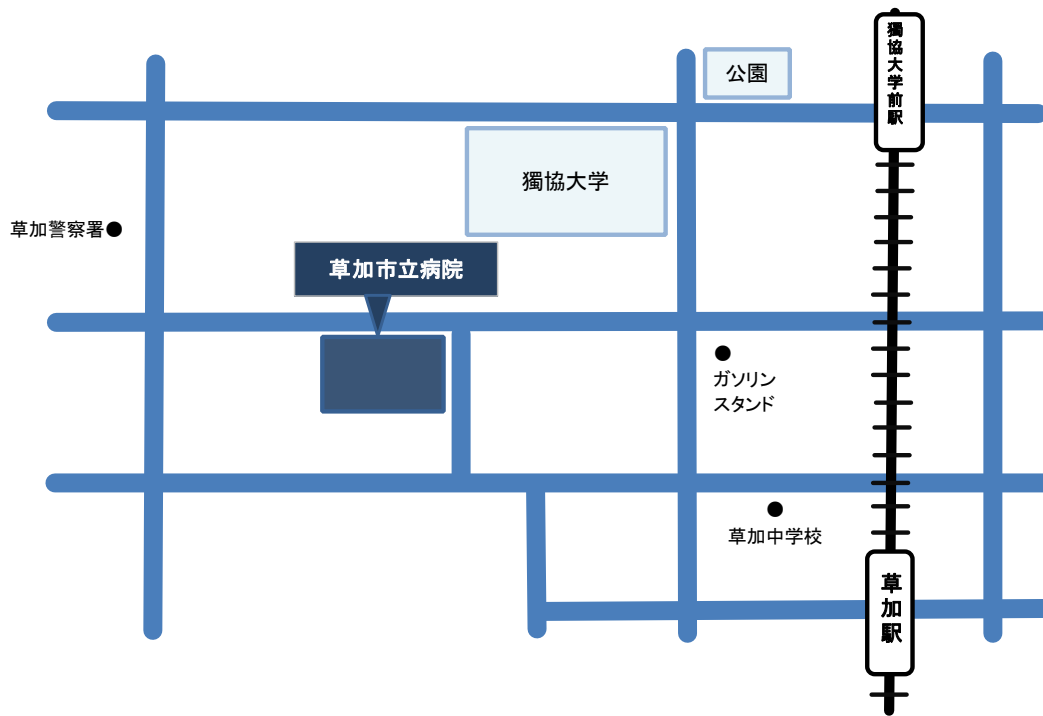 公園
獨協大学前駅
獨協大学
草加警察署
草加市立病院
ガソリン
スタンド
草加中学校
草加駅